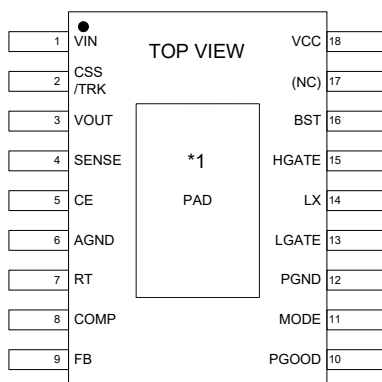 TOP VIEW
1 VIN
2 CSS
/TRK
3 VOUT
4 SENSE
5 CE
6 AGND
7 RT
8 COMP
9 FB
*1
PAD
VCC 18
(NC) 17
BST 16
HGATE 15
LX 14
LGATE 13
PGND 12
MODE 11
PGOOD 10